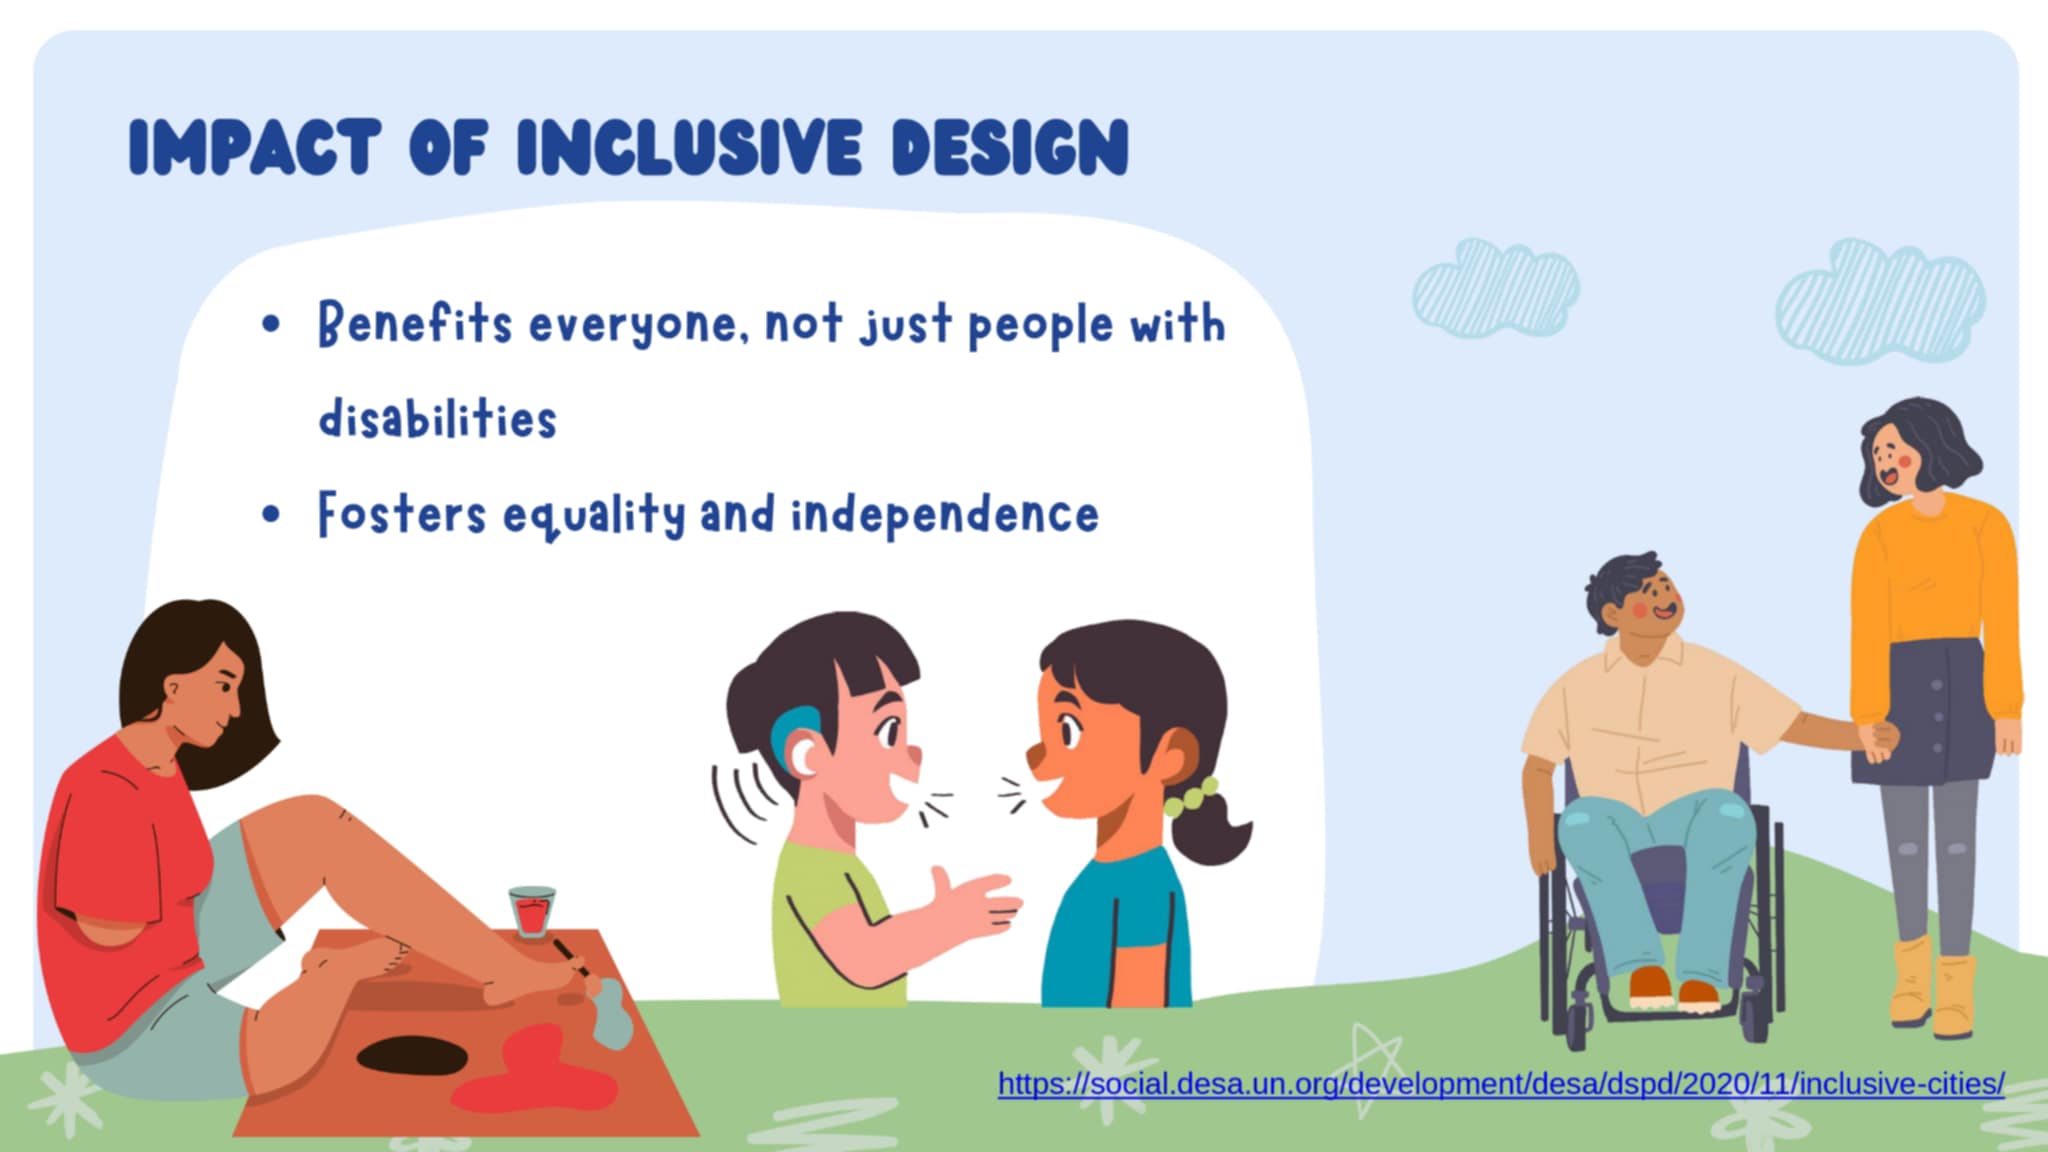 IMPACT OF INCLUSIVE DESIGN
• Benefits everyone, not just people with
disabilities
• Fosters equality and independence
https://social.desa.un.org/development/desa/dspd/2020/11/inclusive-cities/